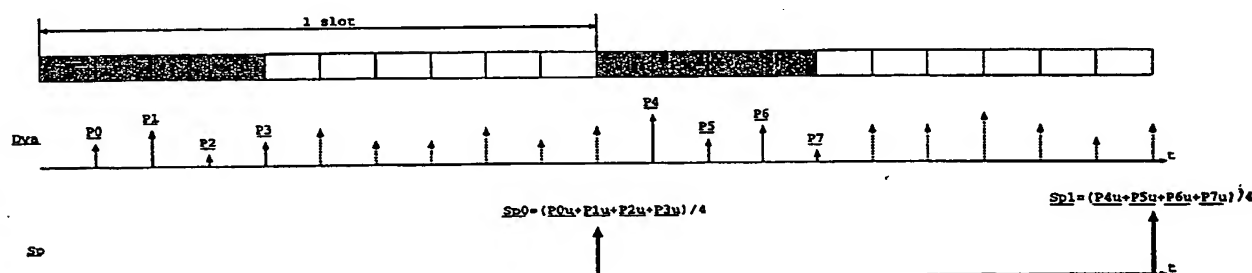 1 slot
Dva P0 P1 P2 P3 P4 P5 P6 P7 t
Sp0=(P0u+P1u+P2u+P3u)/4 Sp1=(P4u+P5u+P6u+P7u)/4
Sp t